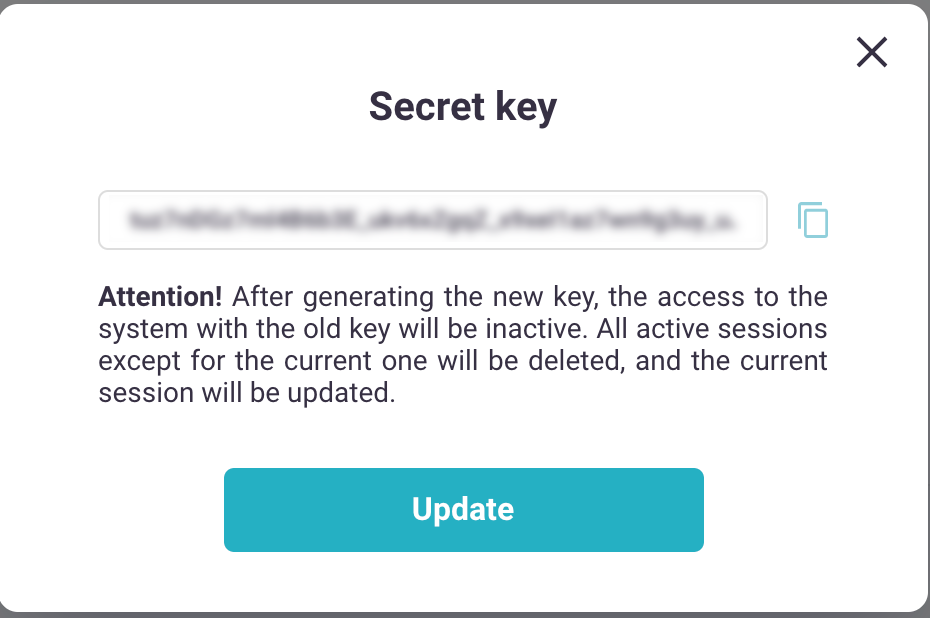 Secret key
Attention! After generating the new key, the access to the
system with the old key will be inactive. All active sessions
except for the current one will be deleted, and the current
session will be updated.
Update